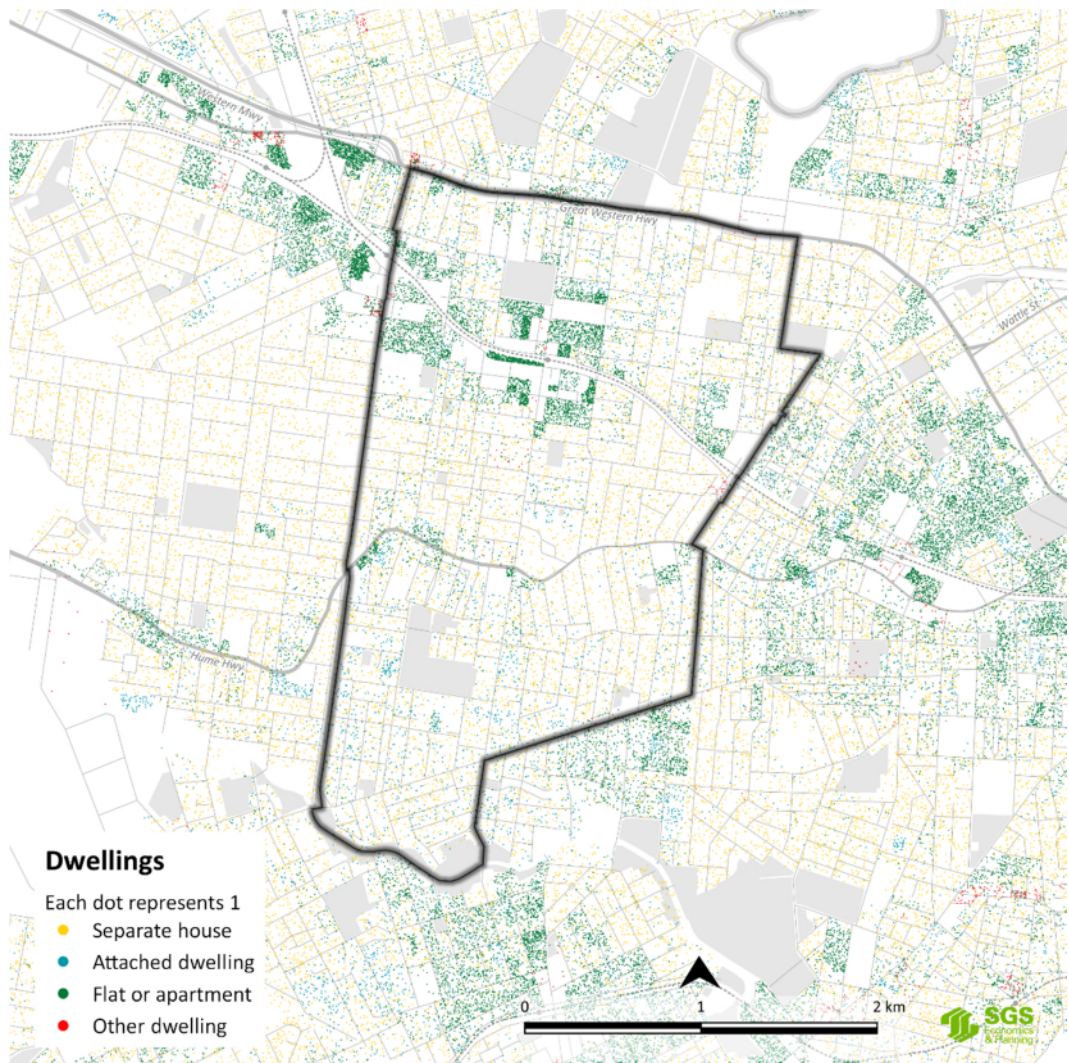 Western Mwy
Great Western Hwy
Wattle St
Hume Hwy
Dwellings
Each dot represents 1
Separate house
Attached dwelling
Flat or apartment
Other dwelling
0 1 2 km
SGS
Economics
& Planning